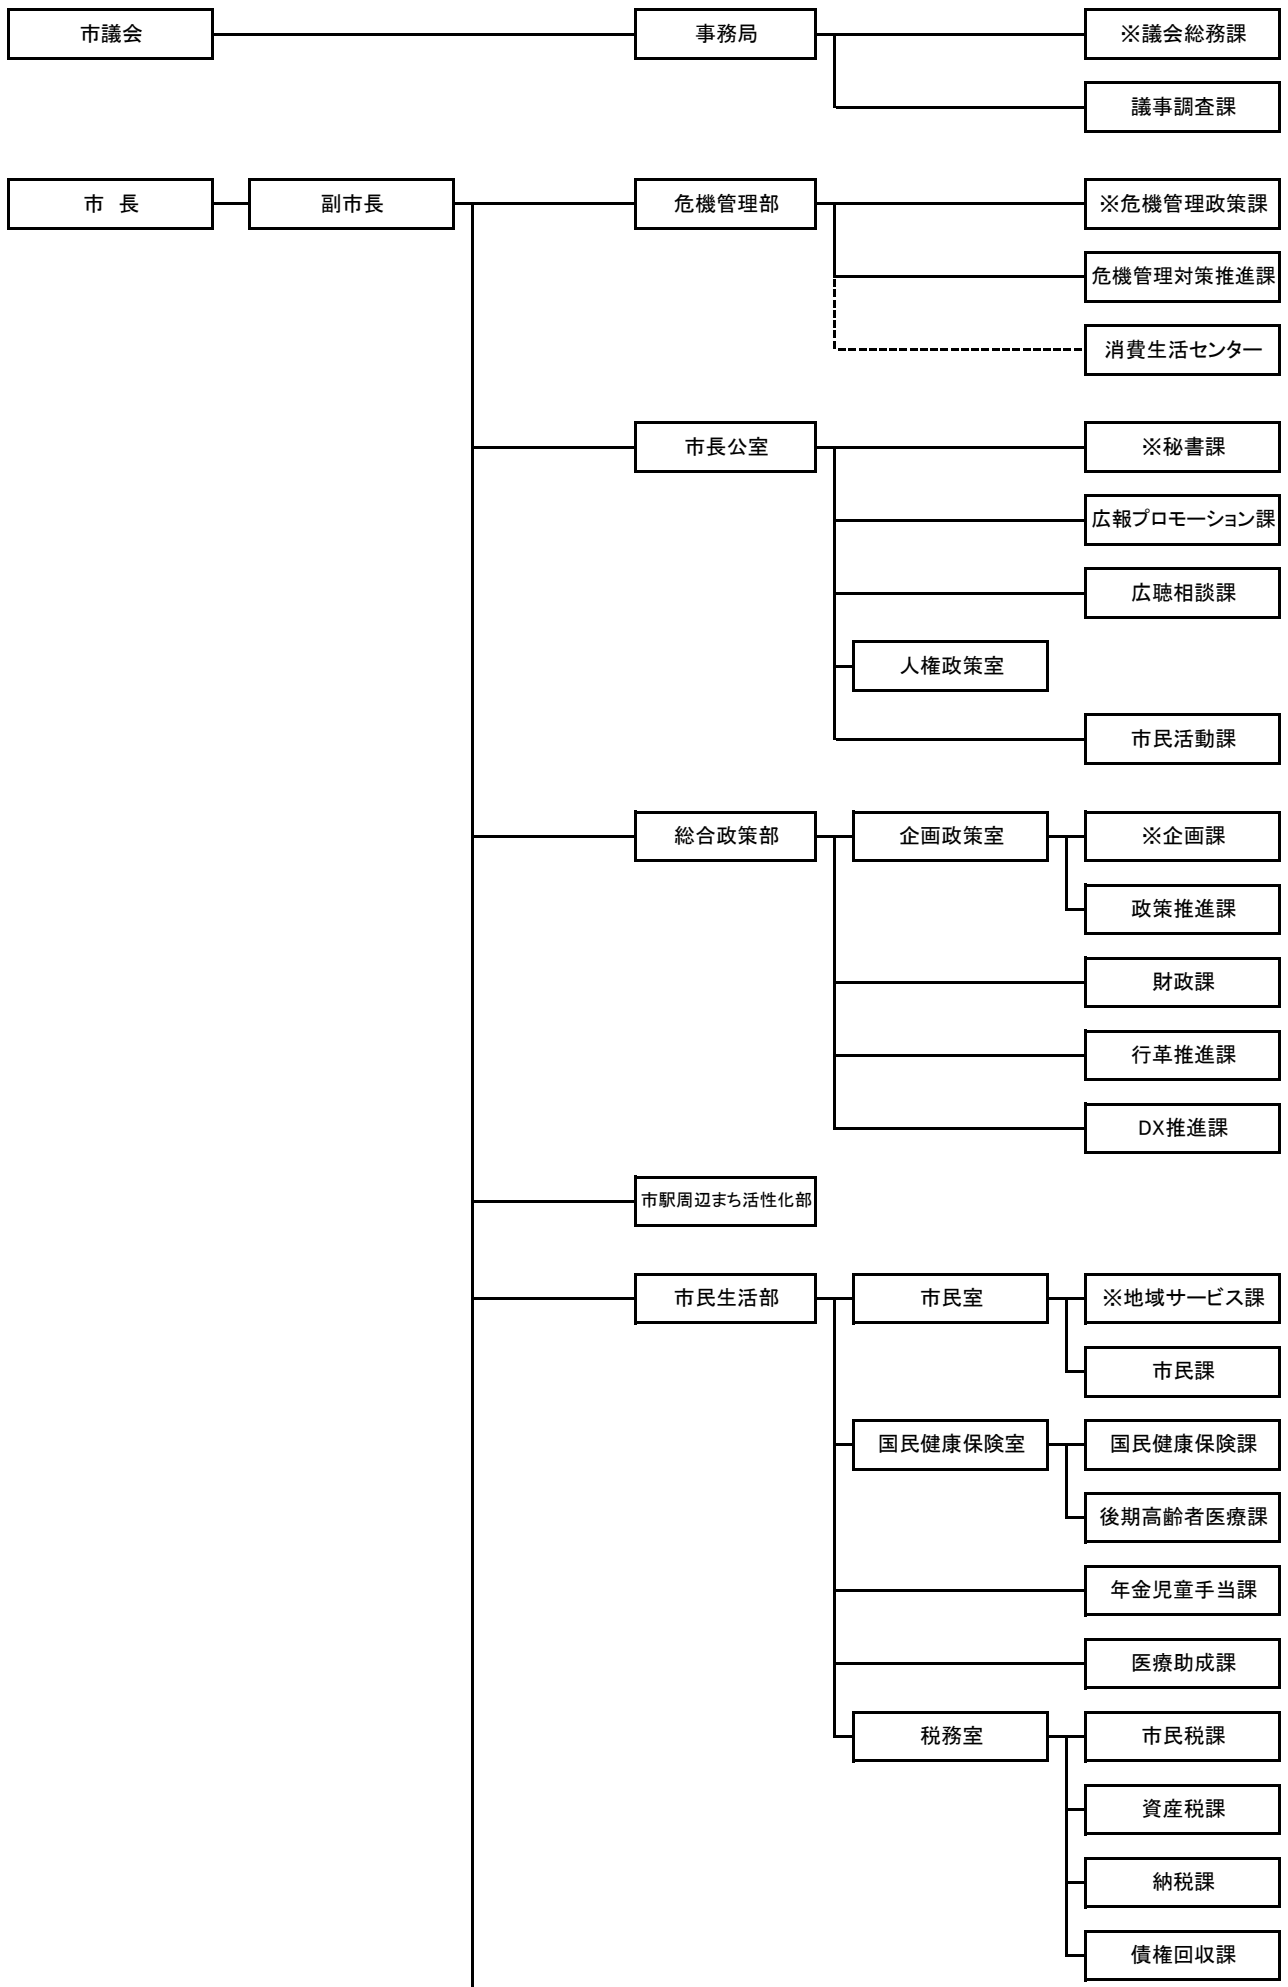 市議会
事務局
※議会総務課
議事調査課
市 長
副市長
危機管理部
※危機管理政策課
危機管理対策推進課
消費生活センター
市長公室
※秘書課
広報プロモーション課
広聴相談課
人権政策室
市民活動課
総合政策部
企画政策室
※企画課
政策推進課
財政課
行革推進課
DX推進課
市駅周辺まち活性化部
市民生活部
市民室
※地域サービス課
市民課
国民健康保険室
国民健康保険課
後期高齢者医療課
年金児童手当課
医療助成課
税務室
市民税課
資産税課
納税課
債権回収課